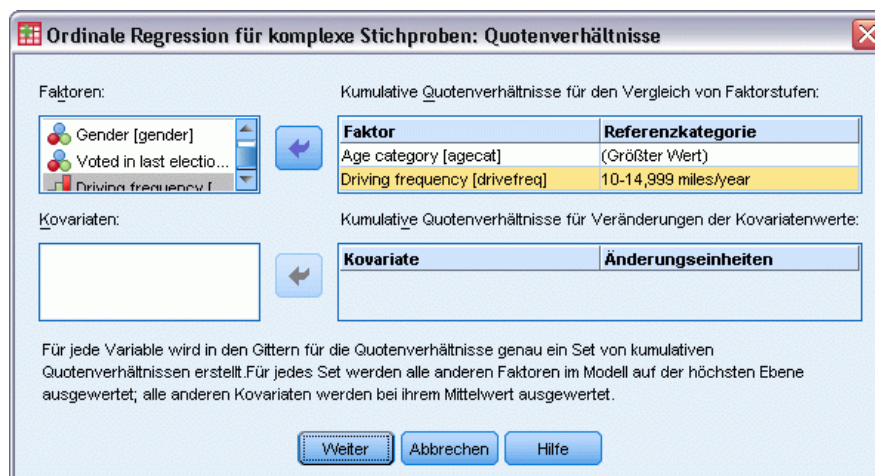 Ordinale Regression für komplexe Stichproben: Quotenverhältnisse
Faktoren:
Gender [gender]
Voted in last electio...
Driving frequency [
Kumulative Quotenverhältnisse für den Vergleich von Faktorstufen:
Faktor Referenzkategorie
Age category [agecat] (Größter Wert)
Driving frequency [drivefreq] 10-14,999 miles/year
Kovariaten:
Kumulative Quotenverhältnisse für Veränderungen der Kovariatenwerte:
Kovariate Änderungseinheiten
Für jede Variable wird in den Gittern für die Quotenverhältnisse genau ein Set von kumulativen
Quotenverhältnissen erstellt.Für jedes Set werden alle anderen Faktoren im Modell auf der höchsten Ebene
ausgewertet; alle anderen Kovariaten werden bei ihrem Mittelwert ausgewertet.
Weiter Abbrechen Hilfe